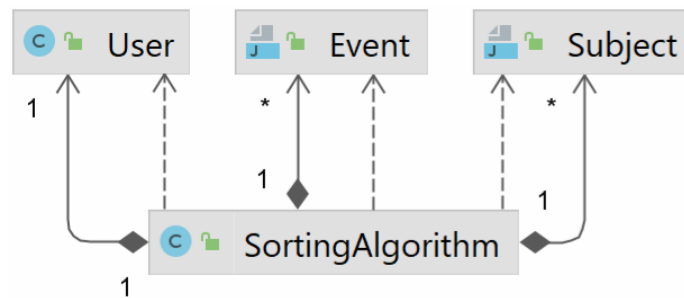 C User J Event J Subject
1 * *
1 1
C SortingAlgorithm
1